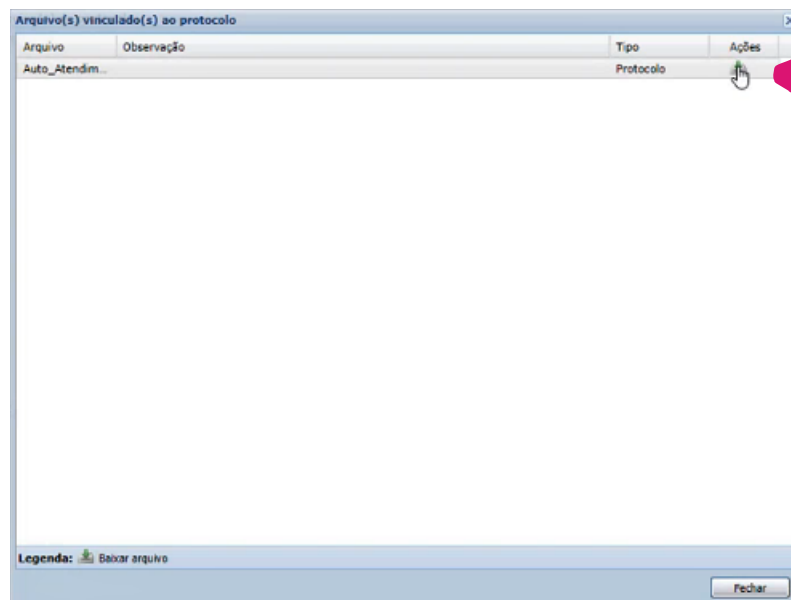 Arquivo(s) vinculado(s) ao protocolo
Arquivo Observação Tipo Ações
Auto_Atendim... Protocolo
Legenda: Baixar arquivo
Fechar